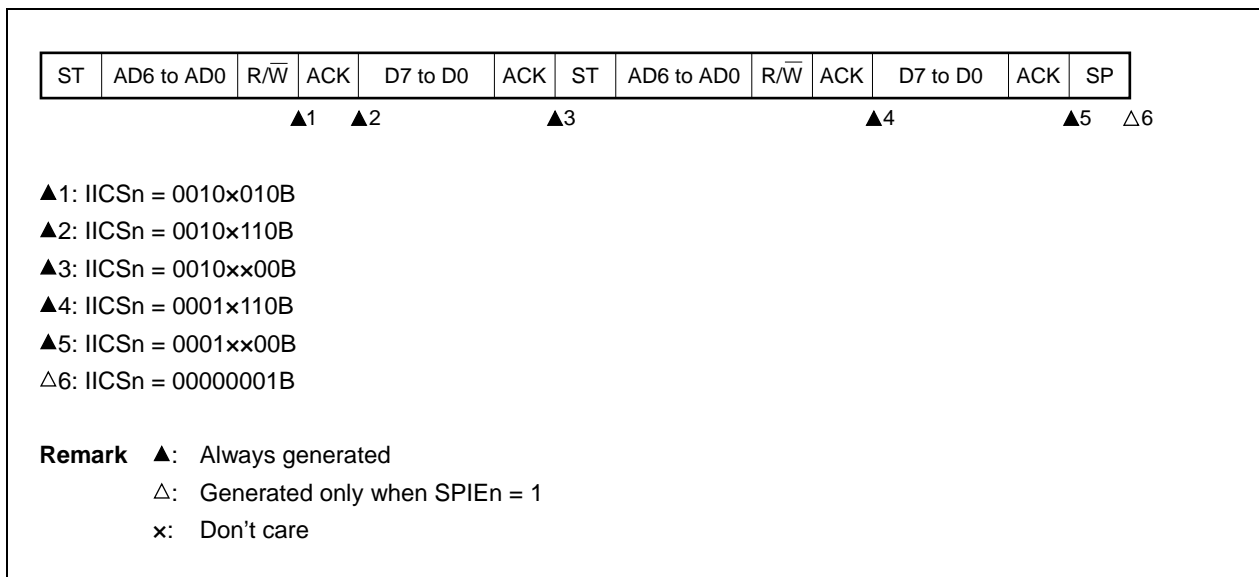 ST AD6 to AD0 R/W̅ ACK D7 to D0 ACK ST AD6 to AD0 R/W̅ ACK D7 to D0 ACK SP
▲1 ▲2 ▲3 ▲4 ▲5 △6
▲1: IICSn = 0010×010B
▲2: IICSn = 0010×110B
▲3: IICSn = 0010××00B
▲4: IICSn = 0001×110B
▲5: IICSn = 0001××00B
△6: IICSn = 00000001B
Remark ▲: Always generated
△: Generated only when SPIEn = 1
×: Don't care